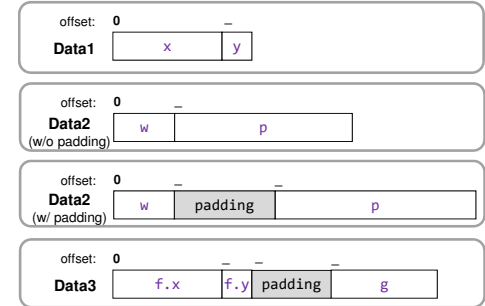 offset: 0 _
Data1 x y
offset: 0 _
Data2 w p
(w/o padding)
offset: 0 _ _
Data2 w padding p
(w/ padding)
offset: 0 _ _ _
Data3 f.x f.y padding g